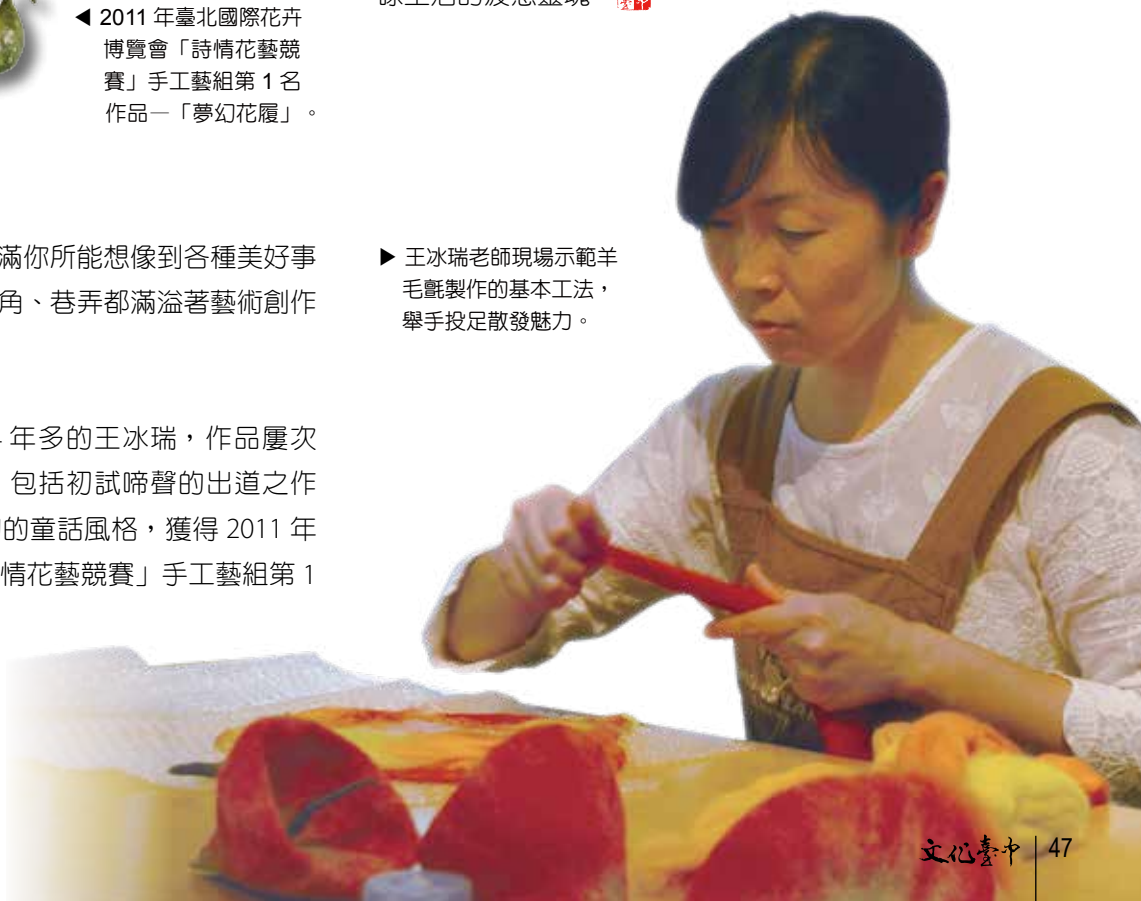 ◀ 2011 年臺北國際花卉
博覽會「詩情花藝競
賽」手工藝組第 1 名
作品—「夢幻花履」。
滿你所能想像到各種美好事
角、巷弄都滿溢著藝術創作
年多的王冰瑞，作品屢次
包括初試啼聲的出道之作
的童話風格，獲得 2011 年
情花藝競賽」手工藝組第 1
▶ 王冰瑞老師現場示範羊
毛氈製作的基本工法，
舉手投足散發魅力。
文化臺中 | 47